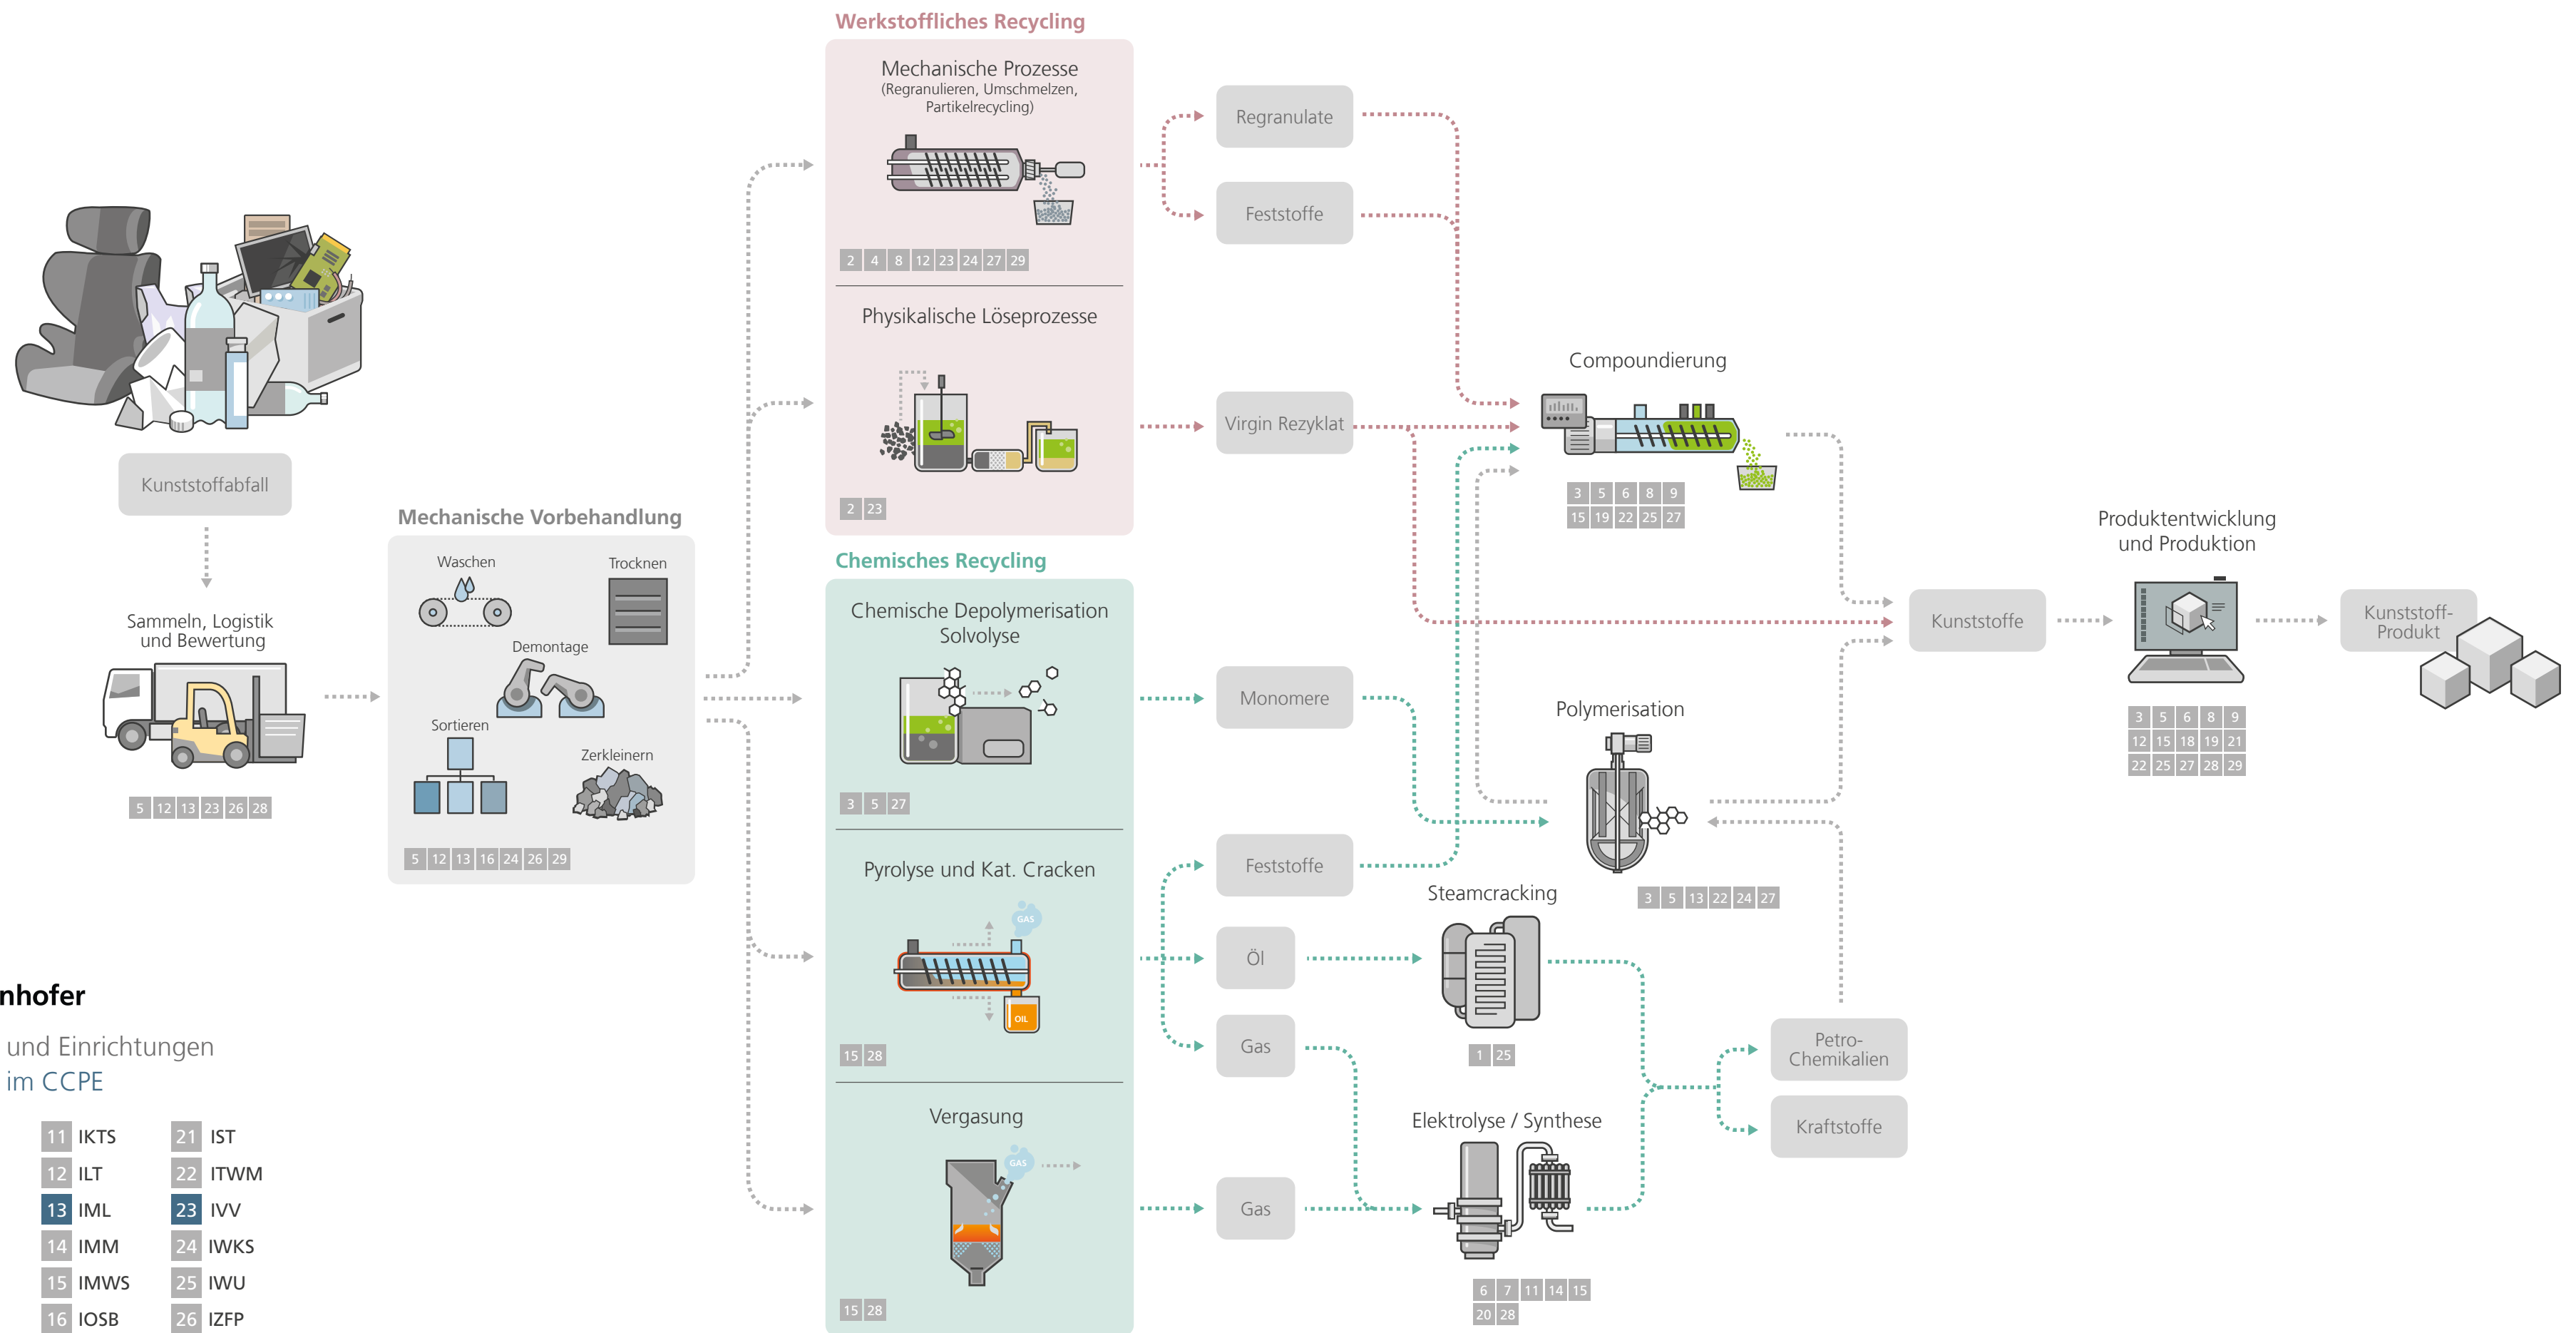 Werkstoffliches Recycling
Mechanische Prozesse
(Regranulieren, Umschmelzen,
Partikelrecycling)
2 4 8 12 23 24 27 29
Physikalische Löseprozesse
2 23
Regranulate
Feststoffe
Virgin Rezyklat
Kunststoffabfall
Sammeln, Logistik
und Bewertung
5 12 13 23 26 28
Mechanische Vorbehandlung
Waschen
Trocknen
Demontage
Sortieren
Zerkleinern
5 12 13 16 24 26 29
Chemisches Recycling
Chemische Depolymerisation
Solvolyse
3 5 27
Pyrolyse und Kat. Cracken
GAS
OIL
15 28
Vergasung
GAS
15 28
Monomere
Feststoffe
Öl
Gas
Gas
Compoundierung
3 5 6 8 9
15 19 22 25 27
Polymerisation
3 5 13 22 24 27
Steamcracking
1 25
Elektrolyse / Synthese
6 7 11 14 15
20 28
Petro-
Chemikalien
Kraftstoffe
Kunststoffe
Produktentwicklung
und Produktion
3 5 6 8 9
12 15 18 19 21
22 25 27 28 29
Kunststoff-
Produkt
nhofer
und Einrichtungen
im CCPE
11 IKTS
12 ILT
13 IML
14 IMM
15 IMWS
16 IOSB
21 IST
22 ITWM
23 IVV
24 IWKS
25 IWU
26 IZFP